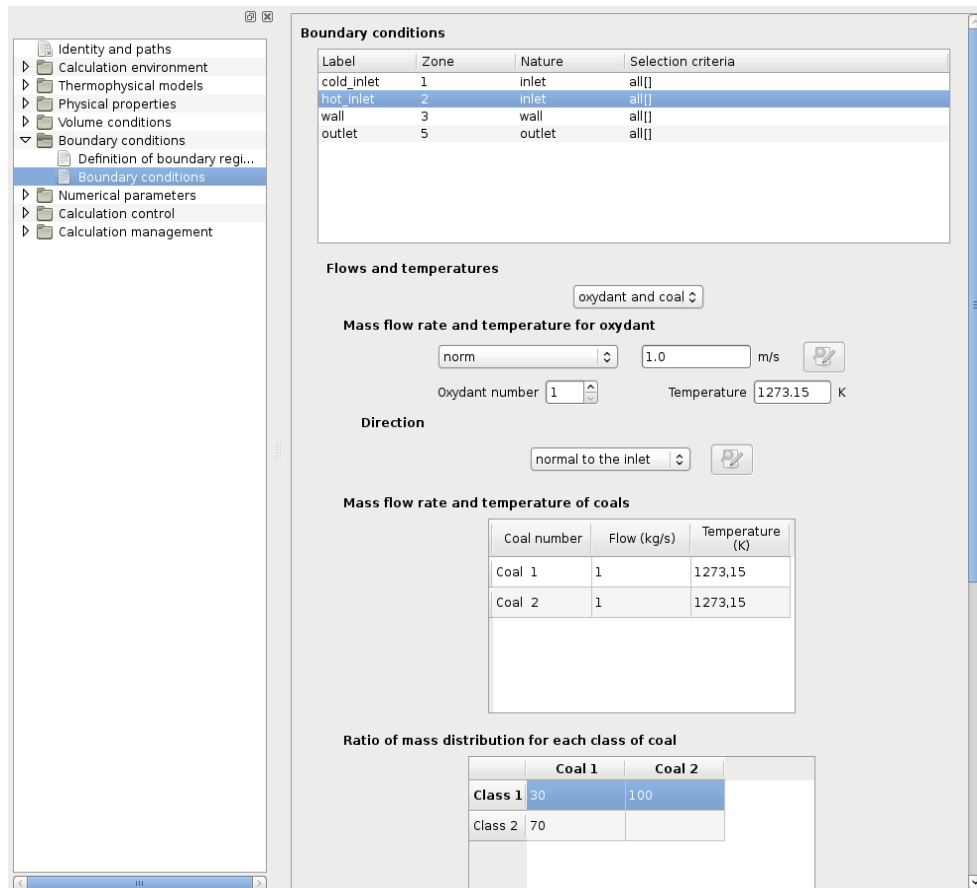 Identity and paths
Calculation environment
Thermophysical models
Physical properties
Volume conditions
Boundary conditions
Definition of boundary regi...
Boundary conditions
Numerical parameters
Calculation control
Calculation management
Boundary conditions
Label Zone Nature Selection criteria
cold_inlet 1 inlet all[]
hot_inlet 2 inlet all[]
wall 3 wall all[]
outlet 5 outlet all[]
Flows and temperatures
oxydant and coal
Mass flow rate and temperature for oxydant
norm 1.0 m/s
Oxydant number 1 Temperature 1273.15 K
Direction
normal to the inlet
Mass flow rate and temperature of coals
Coal number Flow (kg/s) Temperature
(K)
Coal 1 1 1273,15
Coal 2 1 1273,15
Ratio of mass distribution for each class of coal
Coal 1 Coal 2
Class 1 30 100
Class 2 70